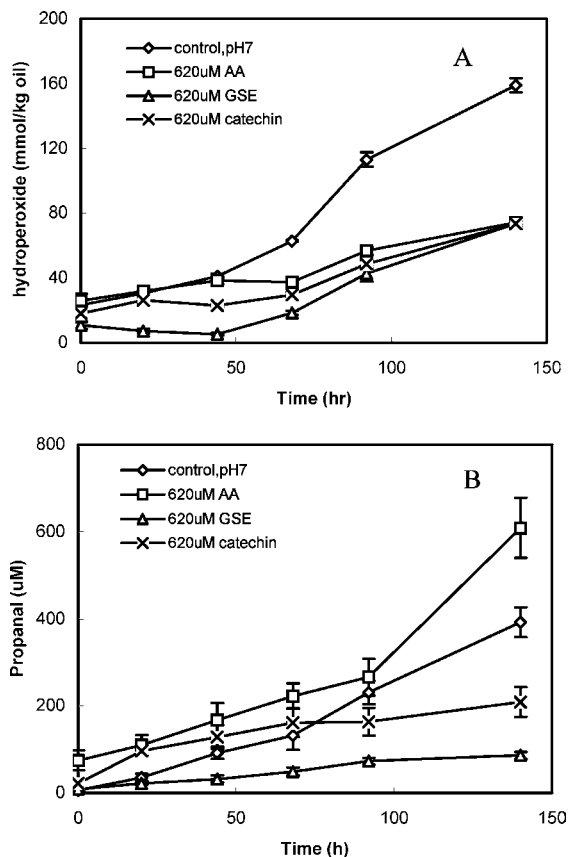 A
control,pH7
620uM AA
620uM GSE
620uM catechin
hydroperoxide (mmol/kg oil)
200
160
120
80
40
0
0
50
100
150
Time (hr)
B
control,pH7
620uM AA
620uM GSE
620uM catechin
Propanal (uM)
800
600
400
200
0
0
50
100
150
Time (h)